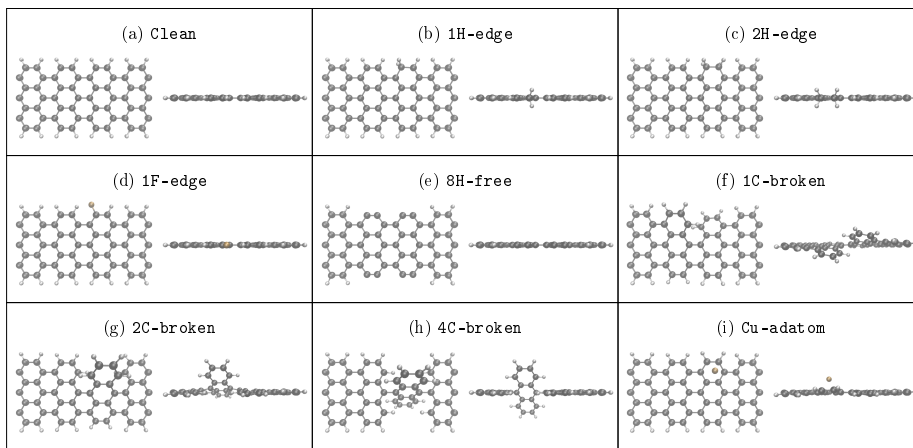 (a) Clean
(b) 1H-edge
(c) 2H-edge
(d) 1F-edge
(e) 8H-free
(f) 1C-broken
(g) 2C-broken
(h) 4C-broken
(i) Cu-adatom